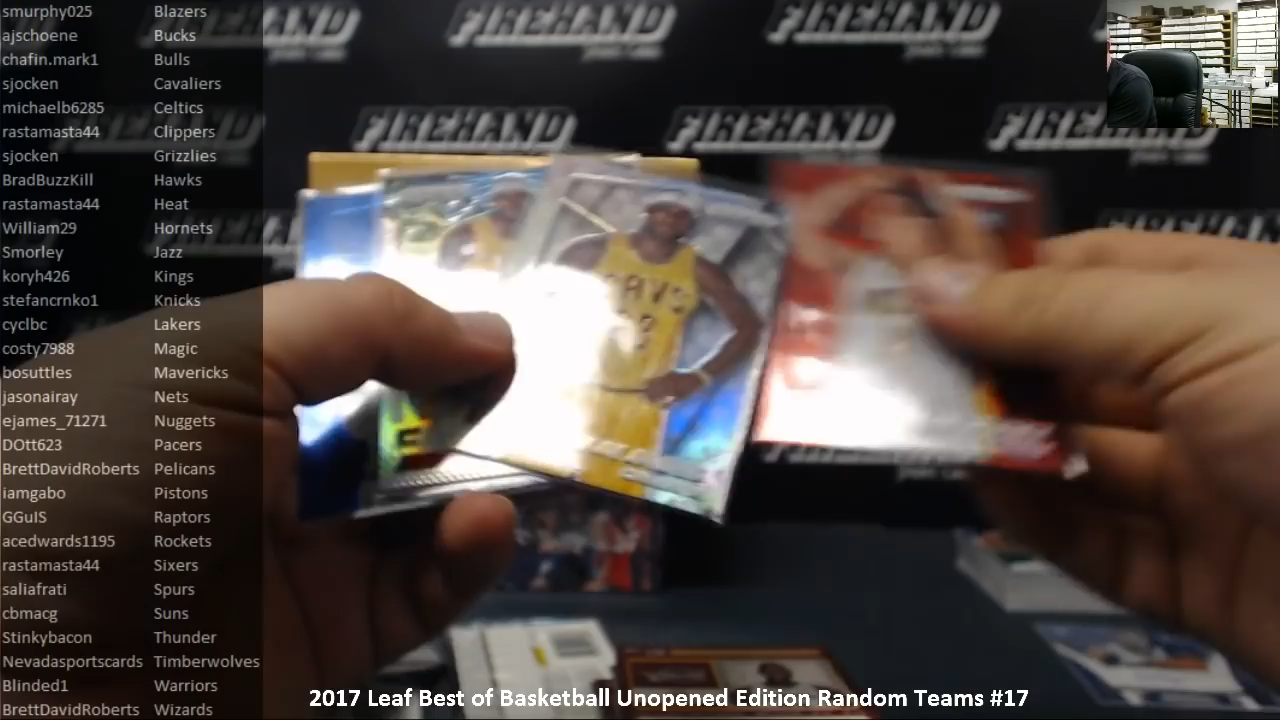 smurphy025 Blazers
ajschoene Bucks
chafin.mark1 Bulls
sjocken Cavaliers
michaelb6285 Celtics
rastamasta44 Clippers
sjocken Grizzlies
BradBuzzKill Hawks
rastamasta44 Heat
William29 Hornets
Smorley Jazz
koryh426 Kings
stefancrnko1 Knicks
cyclbc Lakers
costy7988 Magic
bosuttles Mavericks
jasonairay Nets
ejames_71271 Nuggets
DOtt623 Pacers
BrettDavidRoberts Pelicans
iamgabo Pistons
GGuIS Raptors
acedwards1195 Rockets
rastamasta44 Sixers
saliafrati Spurs
cbmacg Suns
Stinkybacon Thunder
Nevadasportscards Timberwolves
Blinded1 Warriors
BrettDavidRoberts Wizards
FIREHAND
FIREHAND
FIREHAND
FIREHAND
FIREHAND
CAVS
2017 Leaf Best of Basketball Unopened Edition Random Teams #17